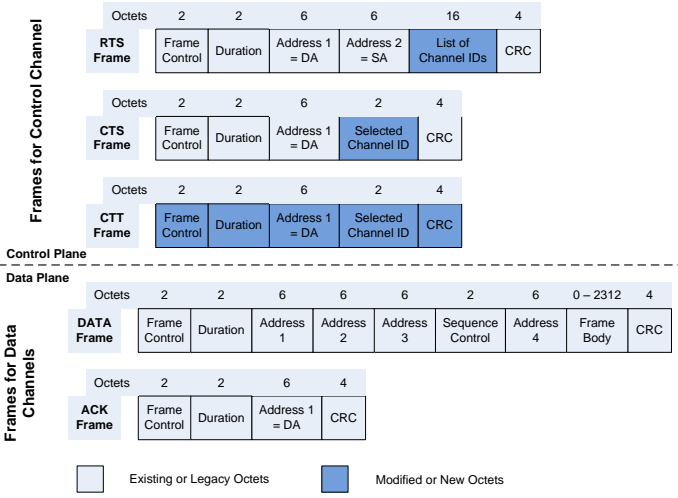 Frames for Control Channel
Octets 2 2 6 6 16 4
RTS Frame
Frame Control
Duration
Address 1 = DA
Address 2 = SA
List of Channel IDs
CRC
Octets 2 2 6 2 4
CTS Frame
Frame Control
Duration
Address 1 = DA
Selected Channel ID
CRC
Octets 2 2 6 2 4
CTT Frame
Frame Control
Duration
Address 1 = DA
Selected Channel ID
CRC
Control Plane
Data Plane
Frames for Data Channels
Octets 2 2 6 6 6 2 6 0 – 2312 4
DATA Frame
Frame Control
Duration
Address 1
Address 2
Address 3
Sequence Control
Address 4
Frame Body
CRC
Octets 2 2 6 4
ACK Frame
Frame Control
Duration
Address 1 = DA
CRC
Existing or Legacy Octets
Modified or New Octets